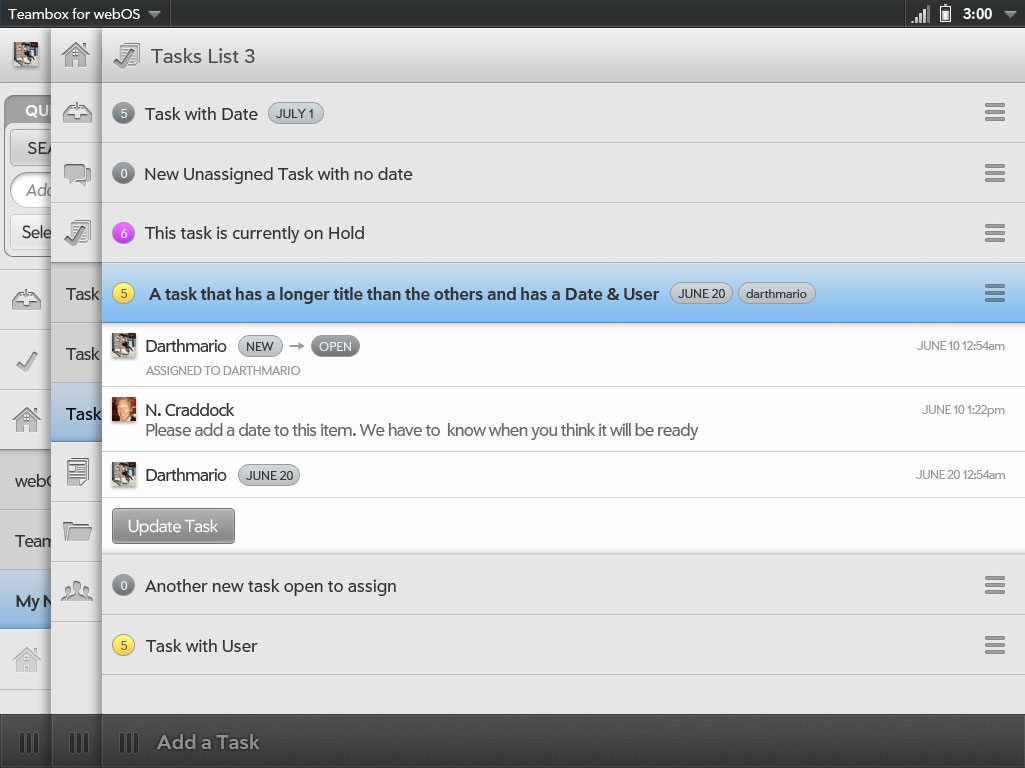 Teambox for webOS
3:00
QU
SEA
Add
Sele
webO
Team
My N
Task
Task
Task
Tasks List 3
5 Task with Date JULY 1
0 New Unassigned Task with no date
6 This task is currently on Hold
5 A task that has a longer title than the others and has a Date & User JUNE 20 darthmario
Darthmario NEW → OPEN JUNE 10 12:54am
ASSIGNED TO DARTHMARIO
N. Craddock JUNE 10 1:22pm
Please add a date to this item. We have to know when you think it will be ready
Darthmario JUNE 20 JUNE 20 12:54am
Update Task
0 Another new task open to assign
5 Task with User
Add a Task